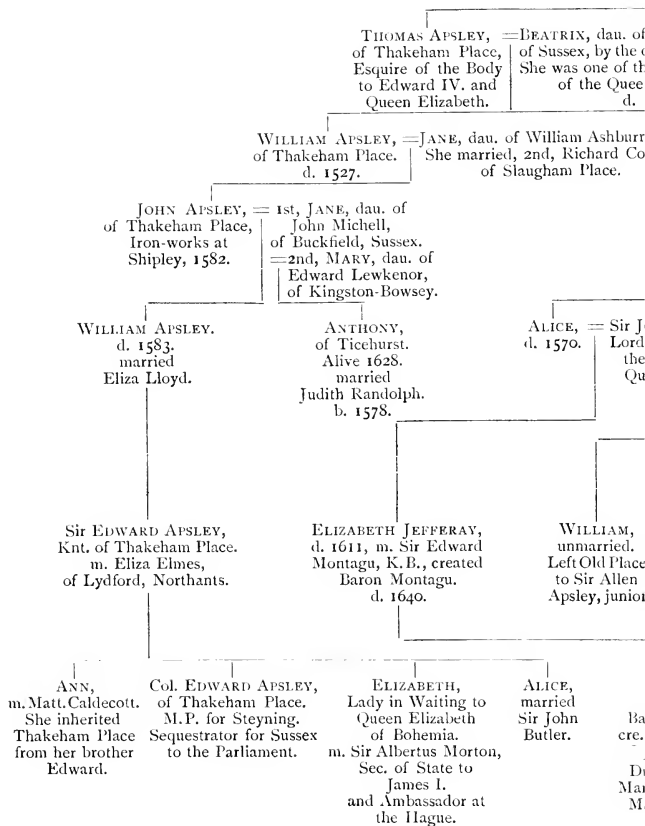 THOMAS APSLEY,
of Thakeham Place,
Esquire of the Body
to Edward IV. and
Queen Elizabeth.
=BEATRIX, dau. of
of Sussex, by the
She was one of
of the
d.
WILLIAM APSLEY,
of Thakeham Place.
d. 1527.
=JANE, dau. of William
She married, 2nd, Richard
of Slaugham Place.
JOHN APSLEY,
of Thakeham Place,
Iron-works at
Shipley, 1582.
= 1st, JANE, dau. of
John Michell,
of Buckfield, Sussex.
=2nd, MARY, dau. of
Edward Lewkenor,
of Kingston-Bowsey.
WILLIAM APSLEY.
d. 1583.
married
Eliza Lloyd.
ANTHONY,
of Ticehurst.
Alive 1628.
married
Judith Randolph.
b. 1578.
ALICE,
d. 1570.
= Sir
Lord
the
Sir EDWARD APSLEY,
Knt. of Thakeham Place.
m. Eliza Elmes,
of Lydford, Northants.
ELIZABETH JEFFERAY,
d. 1611, m. Sir Edward
Montagu, K.B., created
Baron Montagu.
d. 1640.
WILLIAM,
unmarried.
Left Old Place
to Sir Allen
Apsley, junior
ANN,
m. Matt. Caldecott.
She inherited
Thakeham Place
from her brother
Edward.
Col. EDWARD APSLEY,
of Thakeham Place.
M.P. for Steyning.
Sequestrator for Sussex
to the Parliament.
ELIZABETH,
Lady in Waiting to
Queen Elizabeth
of Bohemia.
m. Sir Albertus Morton,
Sec. of State to
James I.
and Ambassador at
the Hague.
ALICE,
married
Sir John
Butler.